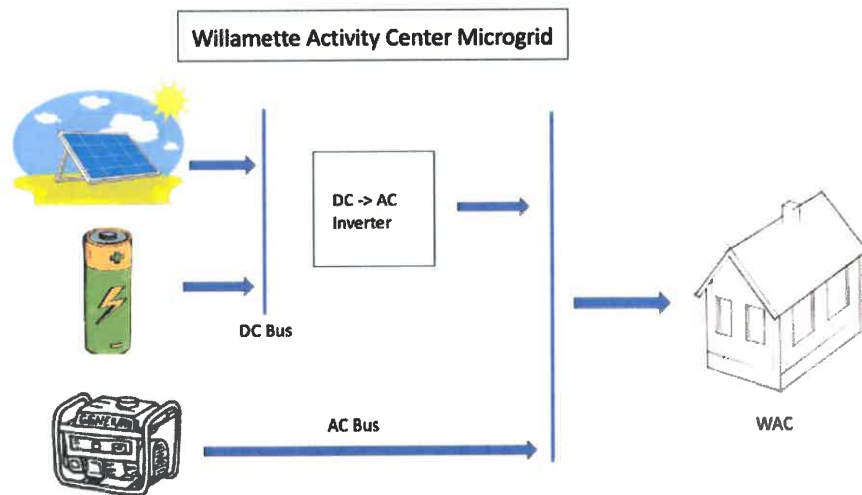 Willamette Activity Center Microgrid
DC -> AC
Inverter
DC Bus
AC Bus
WAC